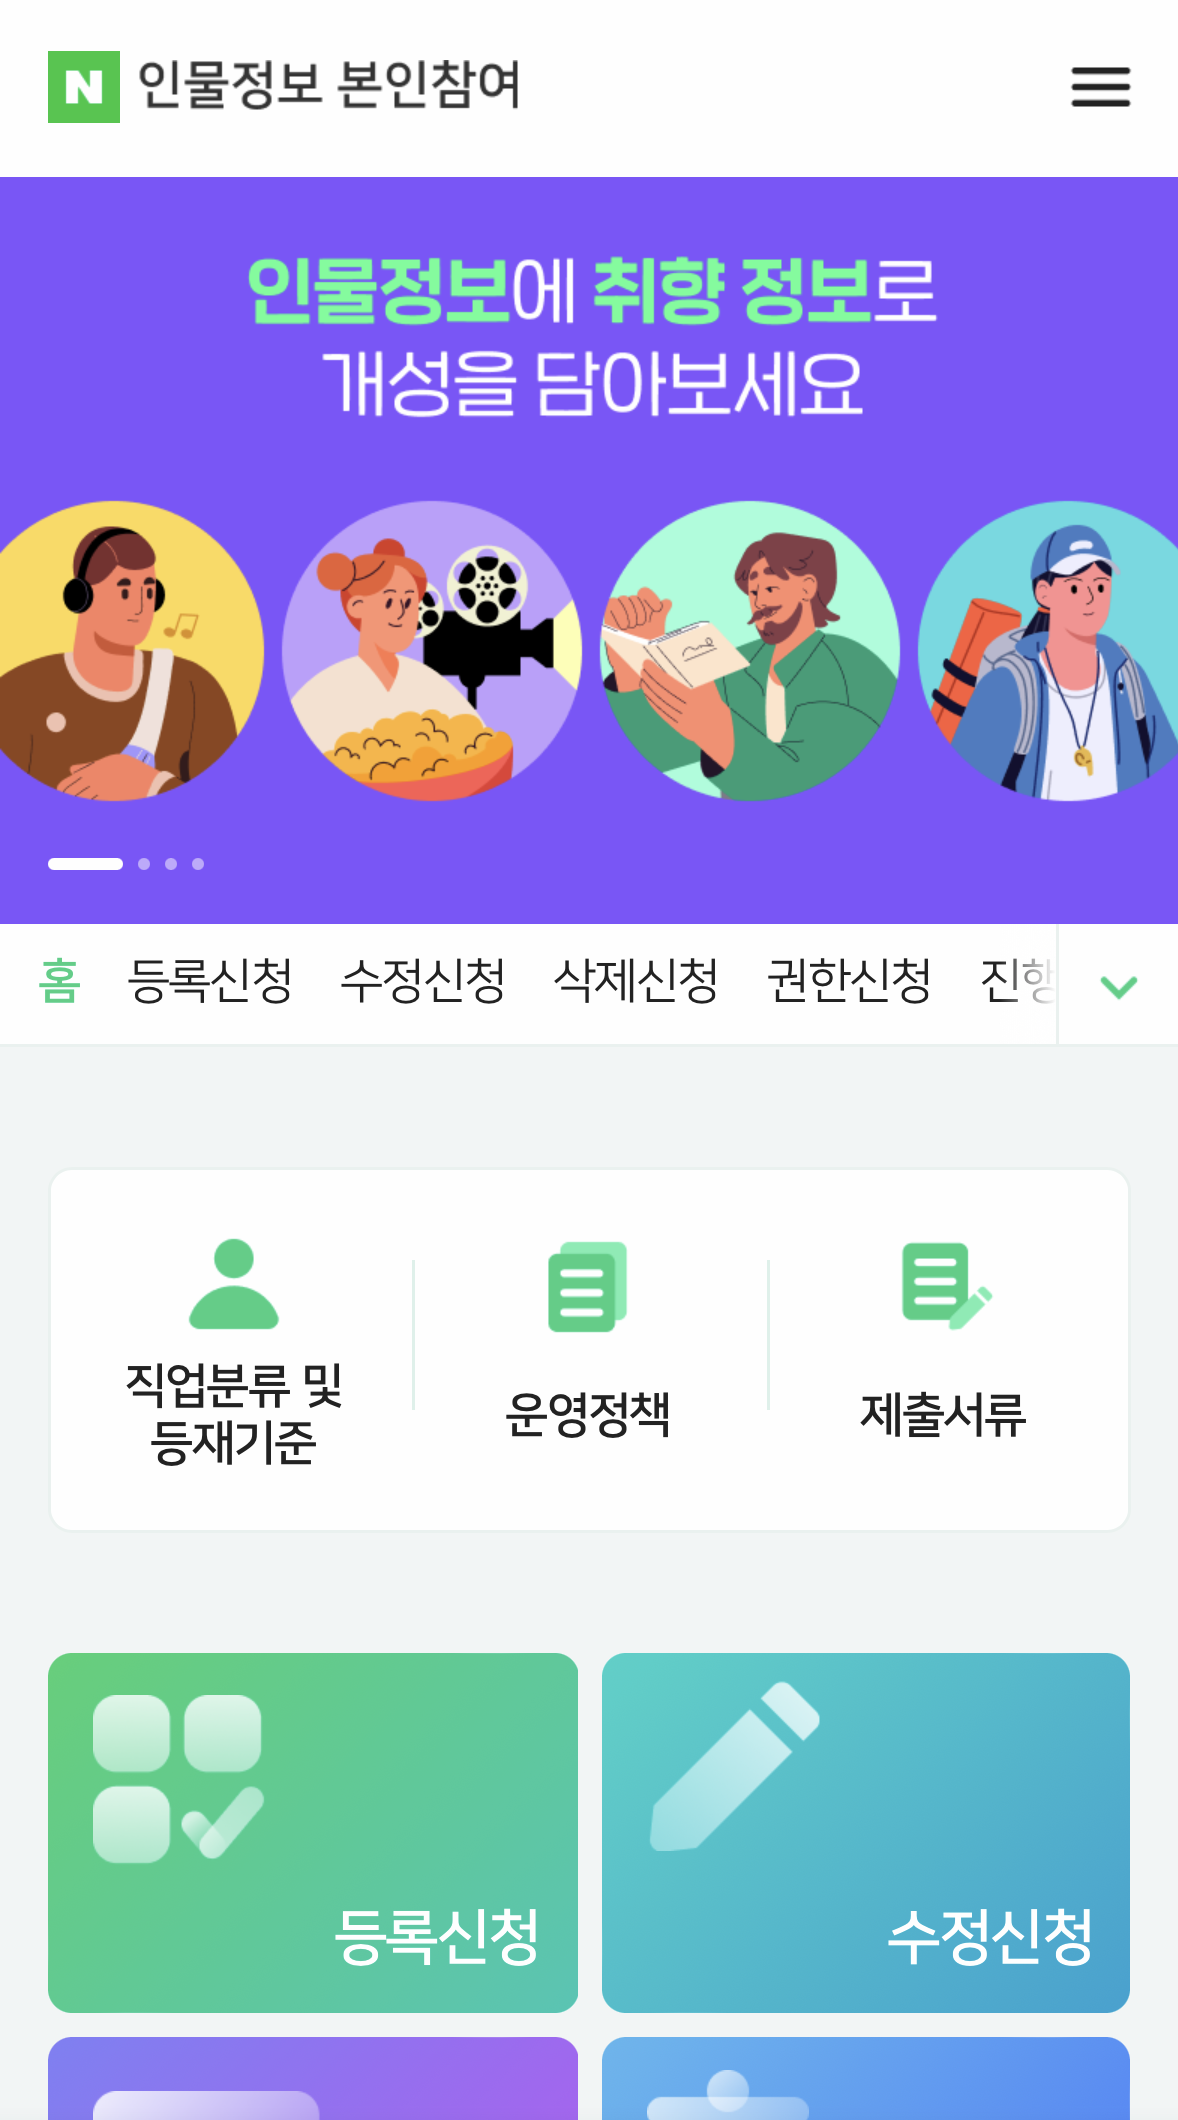 N 인물정보 본인참여
인물정보에 취향 정보로
개성을 담아보세요
홈 등록신청 수정신청 삭제신청 권한신청 진행
직업분류 및
등재기준
운영정책
제출서류
등록신청
수정신청